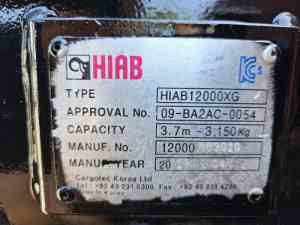 HIAB
KCs
TYPE HIAB12000XG
APPROVAL No. 09-BA2AC-0054
CAPACITY 3.7m - 3,150Kg
MANUF. No. 12000
MANUF. YEAR 20
Cargotec Korea Ltd